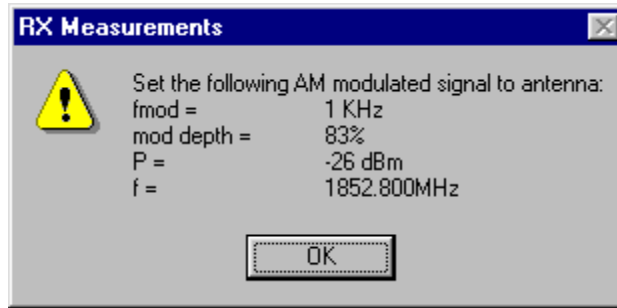 RX Measurements
Set the following AM modulated signal to antenna:
fmod = 1 KHz
mod depth = 83%
P = -26 dBm
f = 1852.800MHz
OK